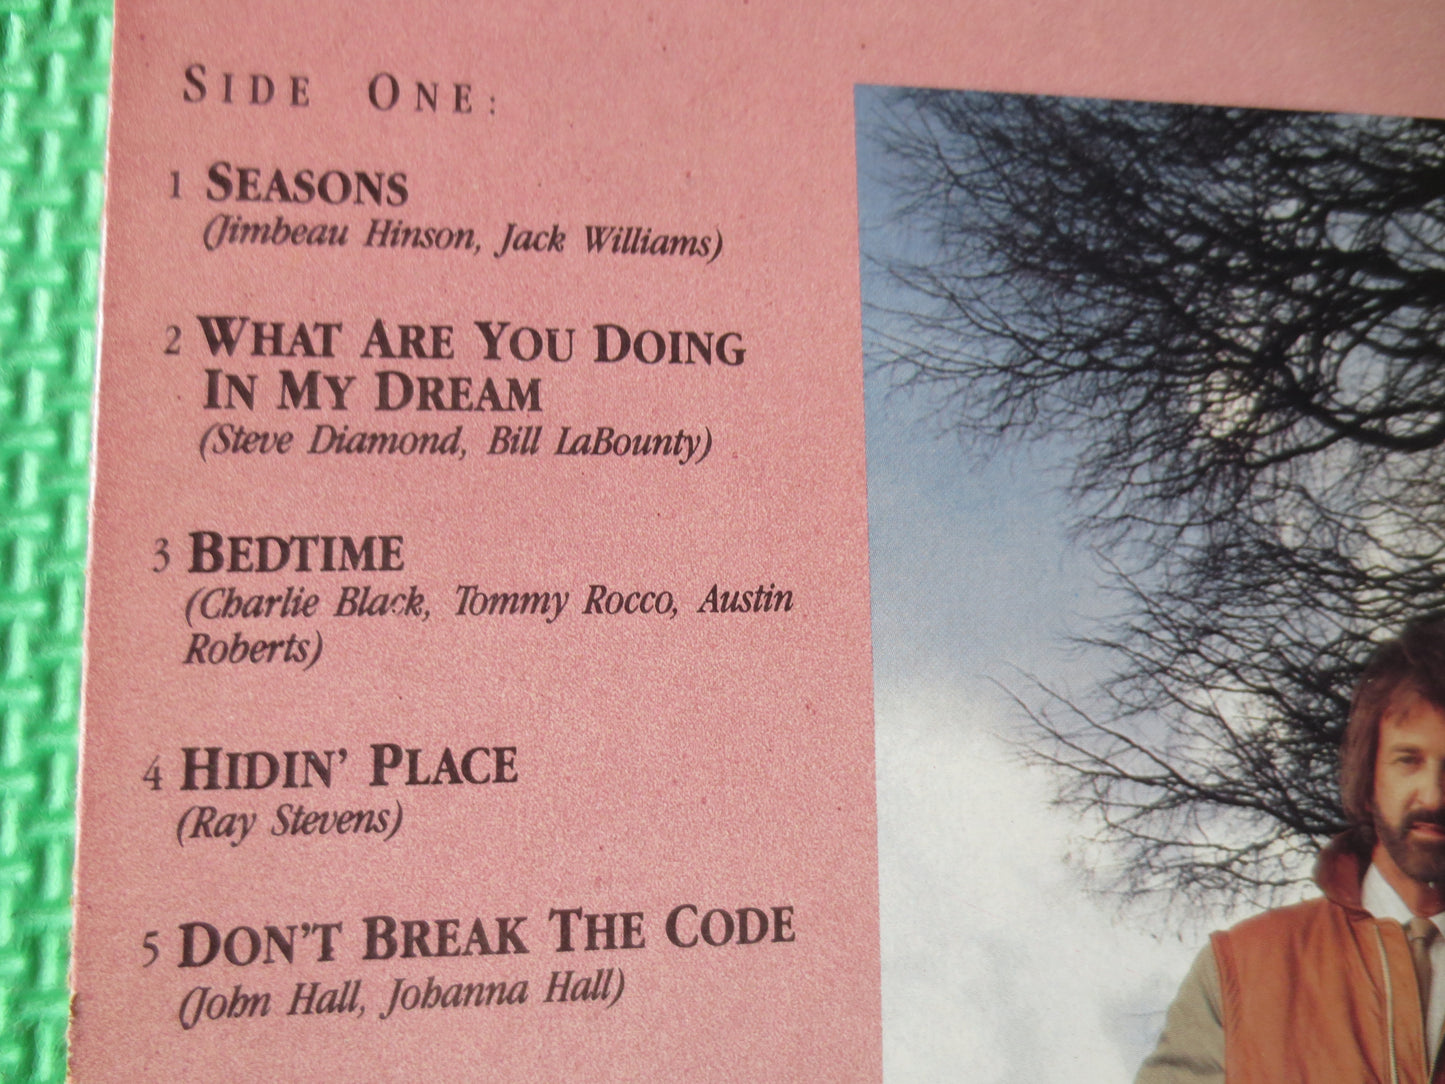 SIDE ONE:
1 SEASONS
(Jimbeau Hinson, Jack Williams)
2 WHAT ARE YOU DOING
IN MY DREAM
(Steve Diamond, Bill LaBounty)
3 BEDTIME
(Charlie Black, Tommy Rocco, Austin
Roberts)
4 HIDIN' PLACE
(Ray Stevens)
5 DON'T BREAK THE CODE
(John Hall, Johanna Hall)